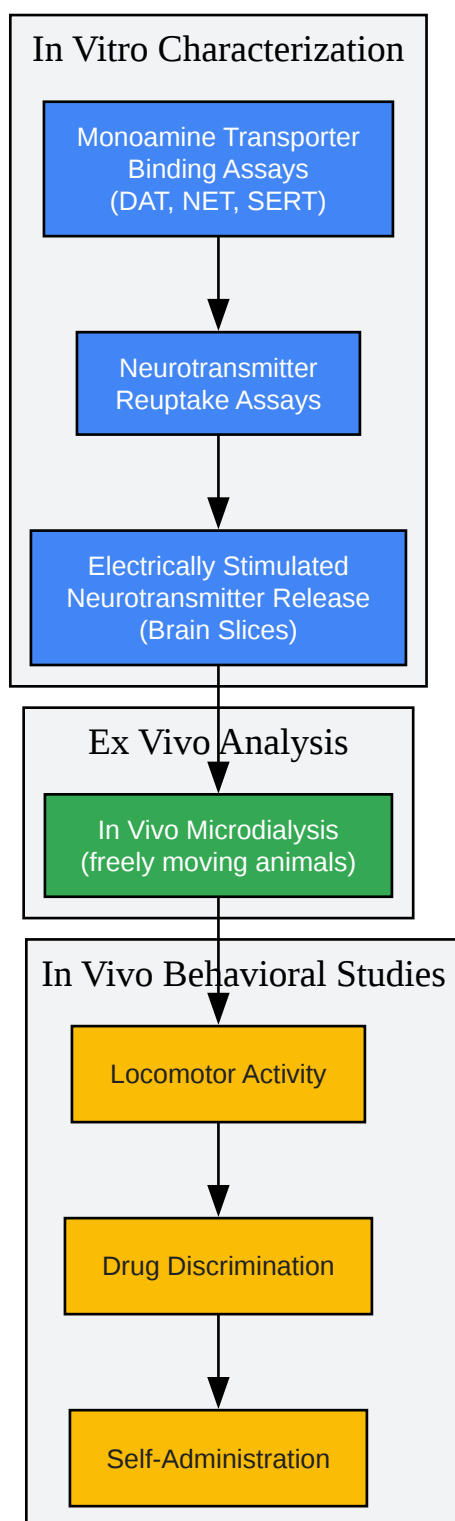 In Vitro Characterization
Monoamine Transporter
Binding Assays
(DAT, NET, SERT)
Neurotransmitter
Reuptake Assays
Electrically Stimulated
Neurotransmitter Release
(Brain Slices)
Ex Vivo Analysis
In Vivo Microdialysis
(freely moving animals)
In Vivo Behavioral Studies
Locomotor Activity
Drug Discrimination
Self-Administration